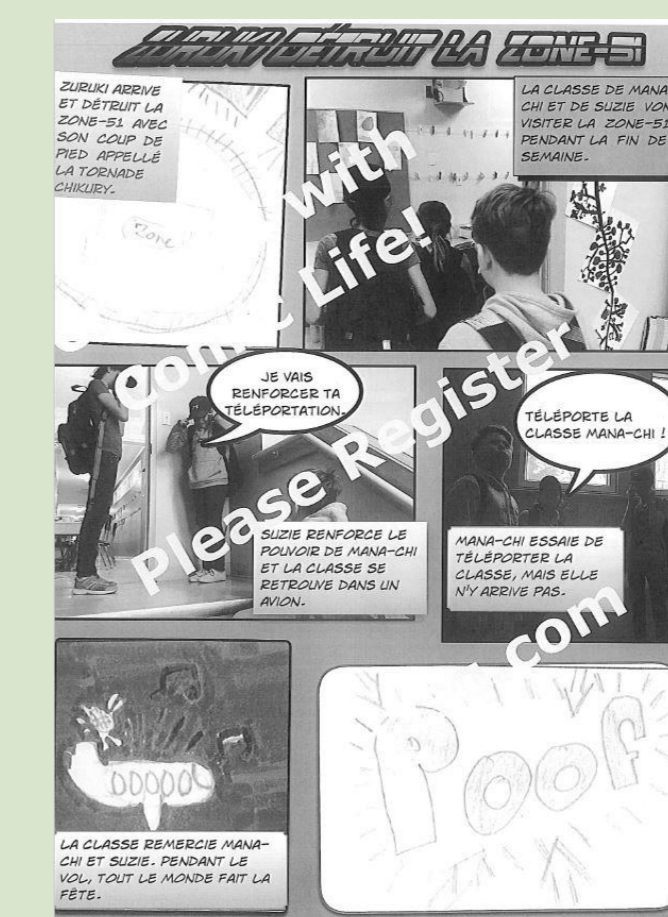 ZURUKI DÉTRUIT LA ZONE-51
ZURUKI ARRIVE
ET DÉTRUIT LA
ZONE-51 AVEC
SON COUP DE
PIED APPELLÉ
LA TORNADE
CHIKURY.
Zone
LA CLASSE DE MANA-
CHI ET DE SUZIE VON
VISITER LA ZONE-51
PENDANT LA FIN DE
SEMAINE.
JE VAIS
RENFORCER TA
TÉLÉPORTATION.
SUZIE RENFORCE LE
POUVOIR DE MANA-CHI
ET LA CLASSE SE
RETROUVE DANS UN
AVION.
TÉLÉPORTE LA
CLASSE MANA-CHI !
MANA-CHI ESSAIE DE
TÉLÉPORTER LA
CLASSE, MAIS ELLE
N'Y ARRIVE PAS.
LA CLASSE REMERCIE MANA-
CHI ET SUZIE. PENDANT LE
VOL, TOUT LE MONDE FAIT LA
FÊTE.
Poof
with
Life!
Please Register
.com